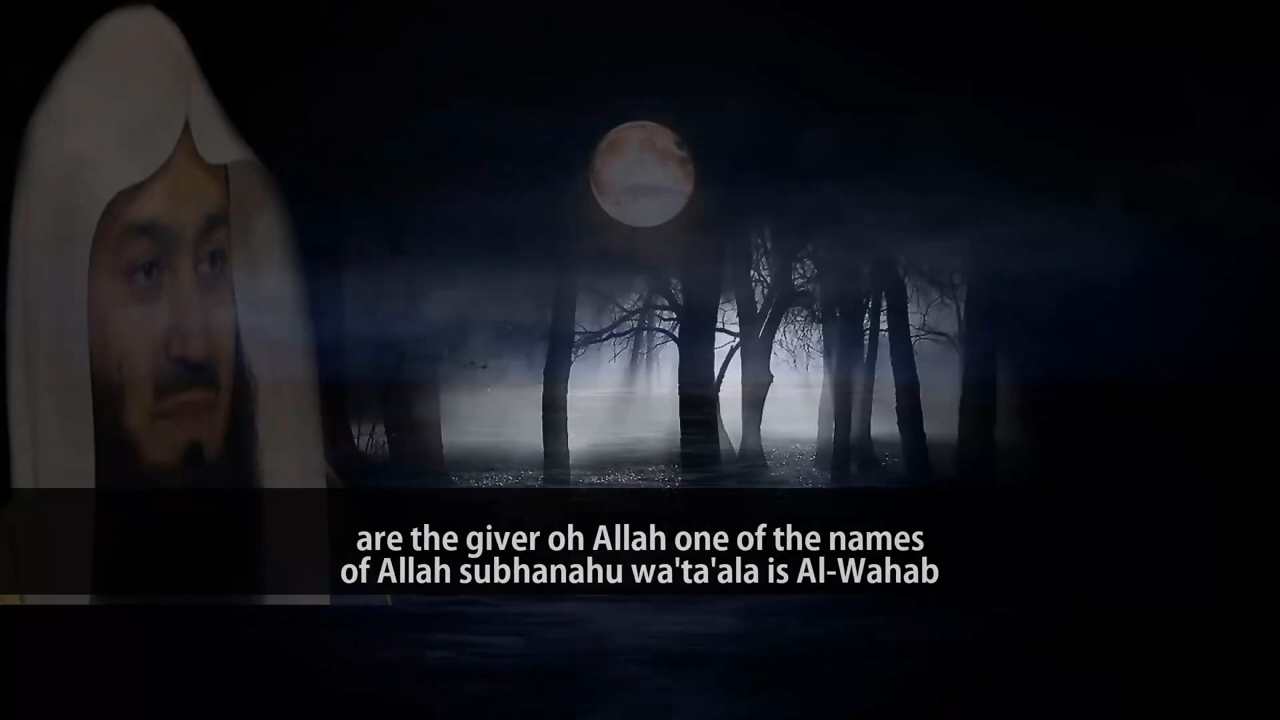 are the giver oh Allah one of the names
of Allah subhanahu wa'ta'ala is Al-Wahab